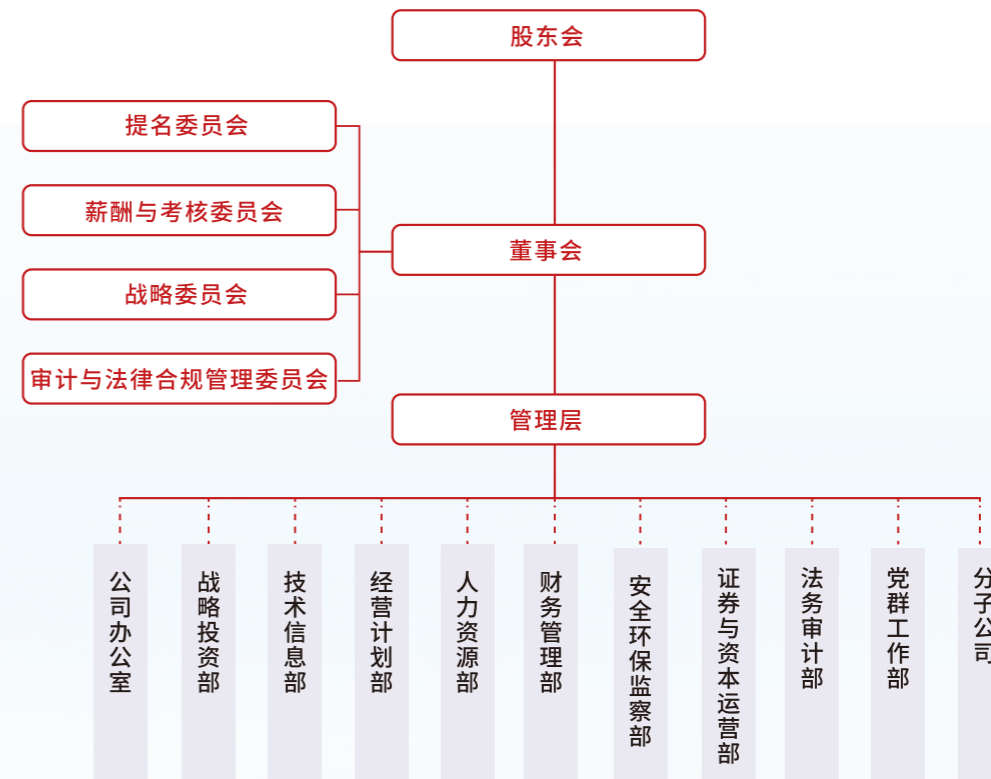 股东会
提名委员会
薪酬与考核委员会
董事会
战略委员会
审计与法律合规管理委员会
管理层
公司办公室
战略投资部
技术信息部
经营计划部
人力资源部
财务管理部
安全环保监察部
证券与资本运营部
法务审计部
党群工作部
分子公司